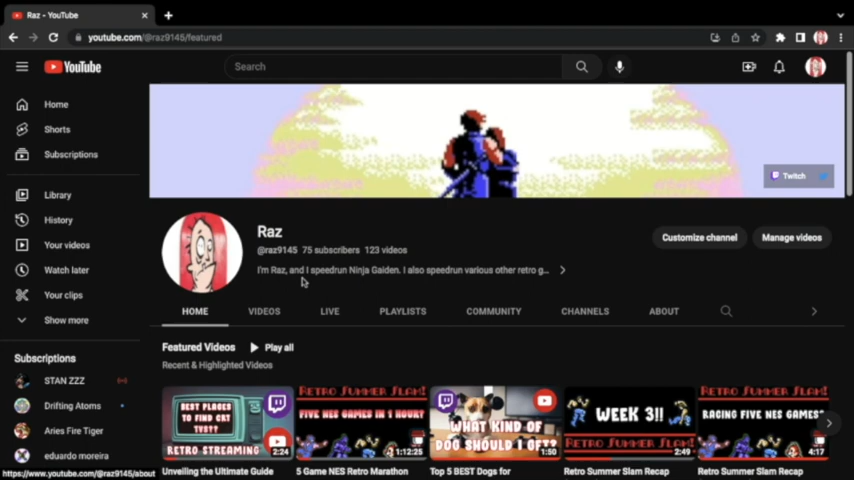 Raz - YouTube
youtube.com/@raz9145/featured
YouTube
Search
Home
Shorts
Subscriptions
Library
History
Your videos
Watch later
Your clips
Show more
Subscriptions
STAN ZZZ
Drifting Atoms
Aries Fire Tiger
eduardo moreira
https://www.youtube.com/@raz9145/about
Twitch
Raz
@raz9145 75 subscribers 123 videos
I'm Raz, and I speedrun Ninja Gaiden. I also speedrun various other retro g...
Customize channel
Manage videos
HOME VIDEOS LIVE PLAYLISTS COMMUNITY CHANNELS ABOUT
Featured Videos
Play all
Recent & Highlighted Videos
BEST PLACES
TO FIND CRT
TVS??
RETRO STREAMING
2:24
Unveiling the Ultimate Guide
RETRO SUMMER SLAM!
FIVE NES GAMES IN 1 HOUR?
1:12:25
5 Game NES Retro Marathon
WHAT KIND OF
DOG SHOULD I GET?
1:50
Top 5 BEST Dogs for
WEEK 3!!
RETRO SUMMER SLAM!
2:49
Retro Summer Slam Recap
RETRO SUMMER SLAM!
RACING FIVE NES GAMES?
4:17
Retro Summer Slam Recap